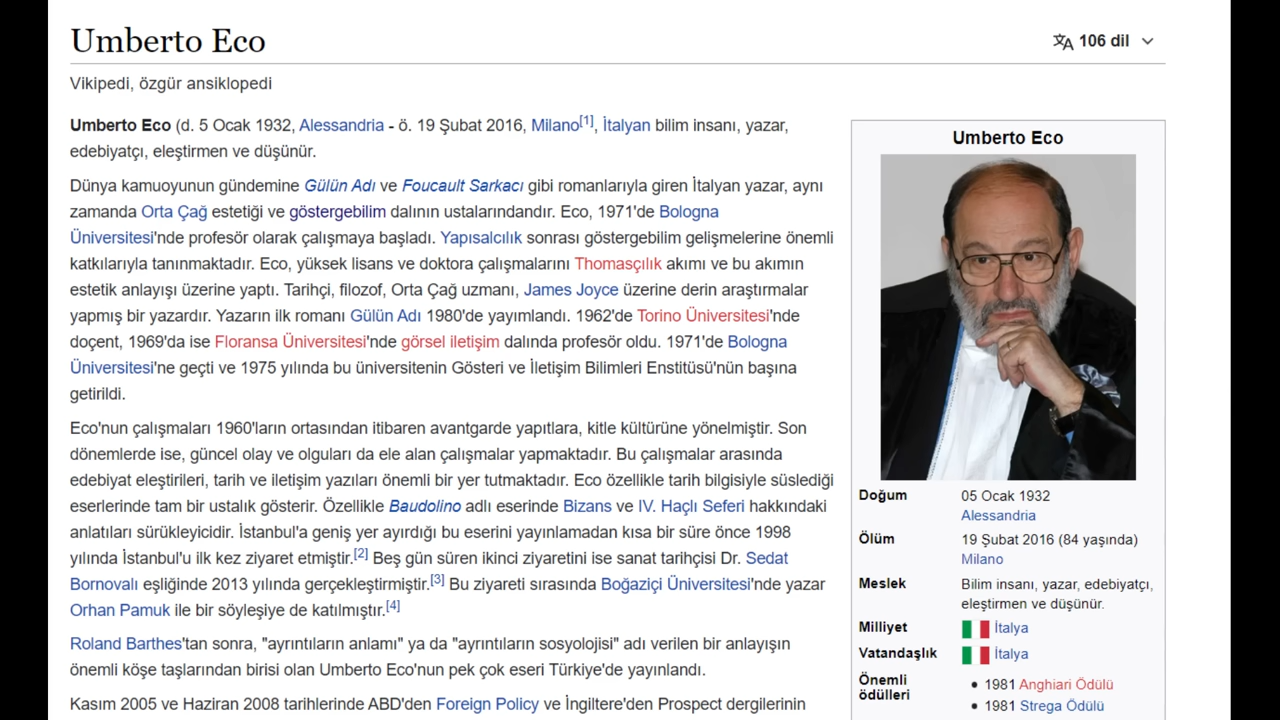 Umberto Eco
106 dil
Vikipedi, özgür ansiklopedi
Umberto Eco (d. 5 Ocak 1932, Alessandria - ö. 19 Şubat 2016, Milano[1], İtalyan bilim insanı, yazar,
edebiyatçı, eleştirmen ve düşünür.
Dünya kamuoyunun gündemine Gülün Adı ve Foucault Sarkacı gibi romanlarıyla giren İtalyan yazar, aynı
zamanda Orta Çağ estetiği ve göstergebilim dalının ustalarındandır. Eco, 1971'de Bologna
Üniversitesi'nde profesör olarak çalışmaya başladı. Yapısalcılık sonrası göstergebilim gelişmelerine önemli
katkılarıyla tanınmaktadır. Eco, yüksek lisans ve doktora çalışmalarını Thomasçılık akımı ve bu akımın
estetik anlayışı üzerine yaptı. Tarihçi, filozof, Orta Çağ uzmanı, James Joyce üzerine derin araştırmalar
yapmış bir yazardır. Yazarın ilk romanı Gülün Adı 1980'de yayımlandı. 1962'de Torino Üniversitesi'nde
doçent, 1969'da ise Floransa Üniversitesi'nde görsel iletişim dalında profesör oldu. 1971'de Bologna
Üniversitesi'ne geçti ve 1975 yılında bu üniversitenin Gösteri ve İletişim Bilimleri Enstitüsü'nün başına
getirildi.
Eco'nun çalışmaları 1960'ların ortasından itibaren avantgarde yapıtlara, kitle kültürüne yönelmiştir. Son
dönemlerde ise, güncel olay ve olguları da ele alan çalışmalar yapmaktadır. Bu çalışmalar arasında
edebiyat eleştirileri, tarih ve iletişim yazıları önemli bir yer tutmaktadır. Eco özellikle tarih bilgisiyle süslediği
eserlerinde tam bir ustalık gösterir. Özellikle Baudolino adlı eserinde Bizans ve IV. Haçlı Seferi hakkındaki
anlatıları sürükleyicidir. İstanbul'a geniş yer ayırdığı bu eserini yayınlamadan kısa bir süre önce 1998
yılında İstanbul'u ilk kez ziyaret etmiştir.[2] Beş gün süren ikinci ziyaretini ise sanat tarihçisi Dr. Sedat
Bornovalı eşliğinde 2013 yılında gerçekleştirmiştir.[3] Bu ziyareti sırasında Boğaziçi Üniversitesi'nde yazar
Orhan Pamuk ile bir söyleşiye de katılmıştır.[4]
Roland Barthes'tan sonra, "ayrıntıların anlamı" ya da "ayrıntıların sosyolojisi" adı verilen bir anlayışın
önemli köşe taşlarından birisi olan Umberto Eco'nun pek çok eseri Türkiye'de yayınlandı.
Kasım 2005 ve Haziran 2008 tarihlerinde ABD'den Foreign Policy ve İngiltere'den Prospect dergilerinin
Umberto Eco
Doğum 05 Ocak 1932
Alessandria
Ölüm 19 Şubat 2016 (84 yaşında)
Milano
Meslek Bilim insanı, yazar, edebiyatçı,
eleştirmen ve düşünür.
Milliyet İtalya
Vatandaşlık İtalya
Önemli
ödülleri
1981 Anghiari Ödülü
1981 Strega Ödülü